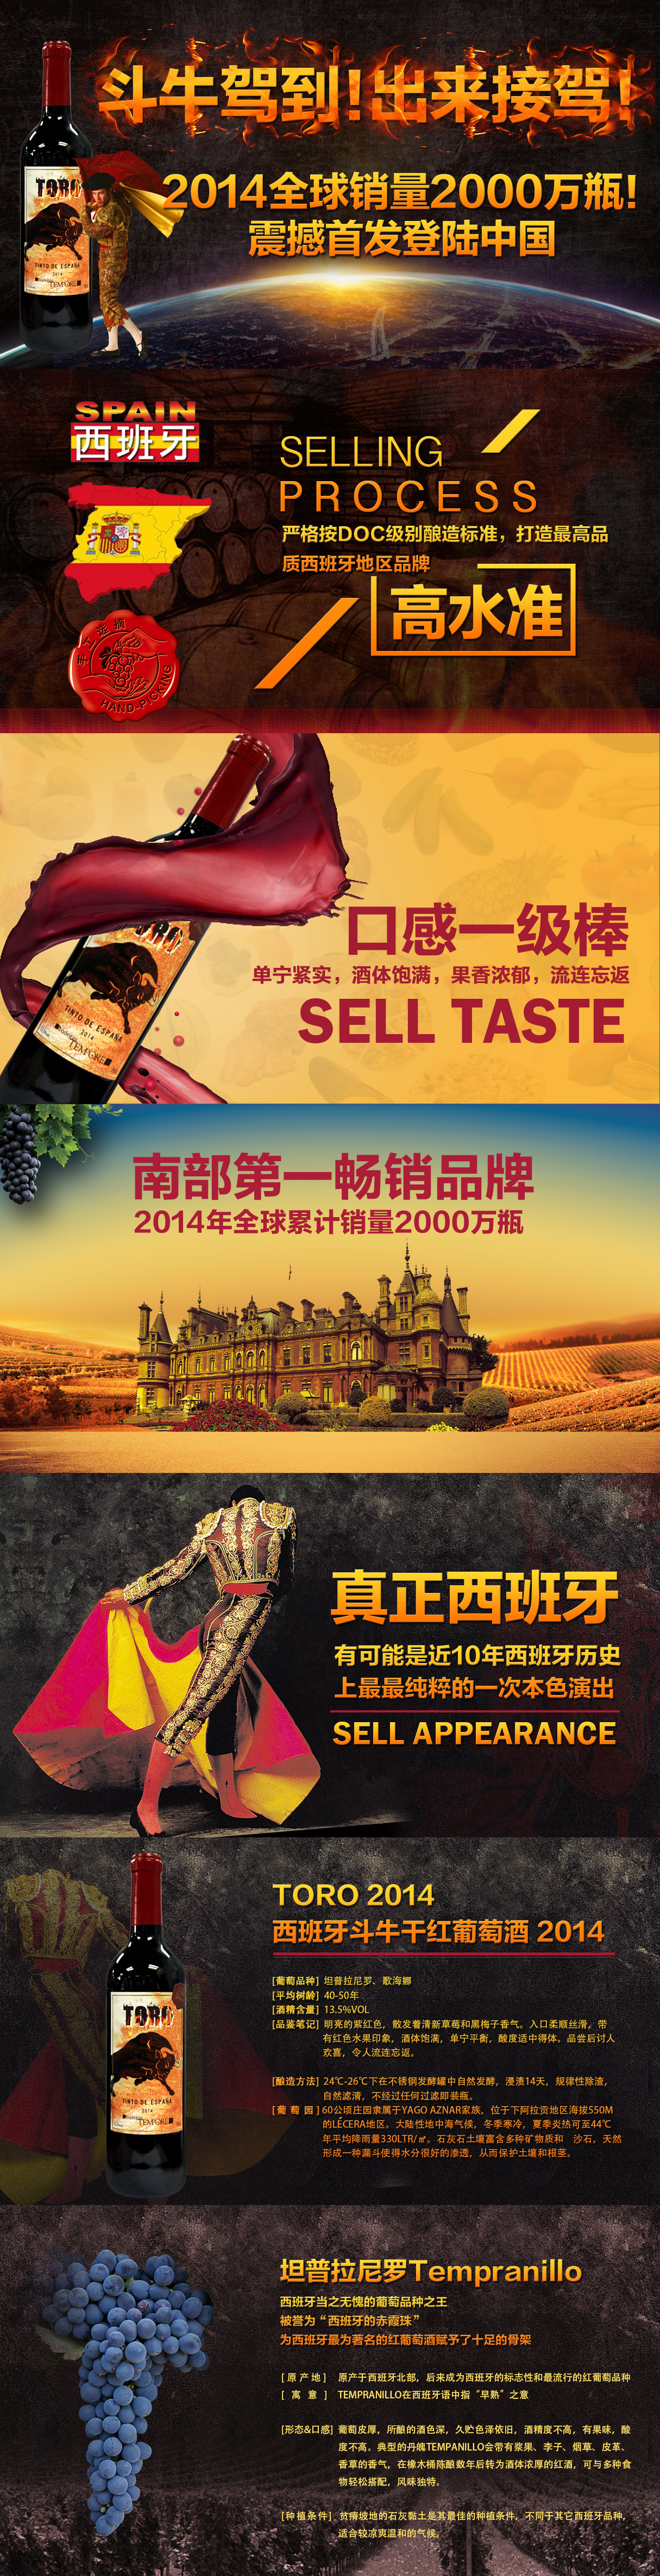 斗牛驾到!出来接驾!
TORO
TINTO DE ESPAÑA
2014
TEMPORE
2014全球销量2000万瓶!
震撼首发登陆中国
SPAIN
西班牙
SELLING
PROCESS
严格按DOC级别酿造标准，打造最高品
质西班牙地区品牌
高水准
手工选摘
HAND-PICKING
TORO
TINTO DE ESPAÑA
2014
TEMPORE
口感一级棒
单宁紧实，酒体饱满，果香浓郁，流连忘返
SELL TASTE
南部第一畅销品牌
2014年全球累计销量2000万瓶
真正西班牙
有可能是近10年西班牙历史
上最最纯粹的一次本色演出
SELL APPEARANCE
TORO
TINTO DE ESPAÑA
2014
TEMPORE
TORO 2014
西班牙斗牛干红葡萄酒 2014
[葡萄品种] 坦普拉尼罗、歌海娜
[平均树龄] 40-50年
[酒精含量] 13.5%VOL
[品鉴笔记] 明亮的紫红色，散发着清新草莓和黑梅子香气。入口柔顺丝滑，带
有红色水果印象，酒体饱满，单宁平衡，酸度适中得体。品尝后讨人
欢喜，令人流连忘返。
[酿造方法] 24℃-26℃下在不锈钢发酵罐中自然发酵，浸渍14天，规律性除渣，
自然滤清，不经过任何过滤即装瓶。
[葡 萄 园] 60公顷庄园隶属于YAGO AZNAR家族，位于下阿拉贡地区海拔550M
的LÉCERA地区。大陆性地中海气候，冬季寒冷，夏季炎热可至44℃
年平均降雨量330LTR/㎡。石灰石土壤富含多种矿物质和 沙石，天然
形成一种漏斗使得水分很好的渗透，从而保护土壤和根茎。
坦普拉尼罗Tempranillo
西班牙当之无愧的葡萄品种之王
被誉为“西班牙的赤霞珠”
为西班牙最为著名的红葡萄酒赋予了十足的骨架
[ 原 产 地 ] 原产于西班牙北部，后来成为西班牙的标志性和最流行的红葡萄品种
[ 寓 意 ] TEMPRANILLO在西班牙语中指“早熟”之意
[形态&口感] 葡萄皮厚，所酿的酒色深，久贮色泽依旧，酒精度不高，有果味，酸
度不高。典型的丹魄TEMPANILLO会带有浆果、李子、烟草、皮革、
香草的香气，在橡木桶陈酿数年后转为酒体浓厚的红酒，可与多种食
物轻松搭配，风味独特。
[种植条件] 贫瘠坡地的石灰黏土是其最佳的种植条件，不同于其它西班牙品种，
适合较凉爽温和的气候。